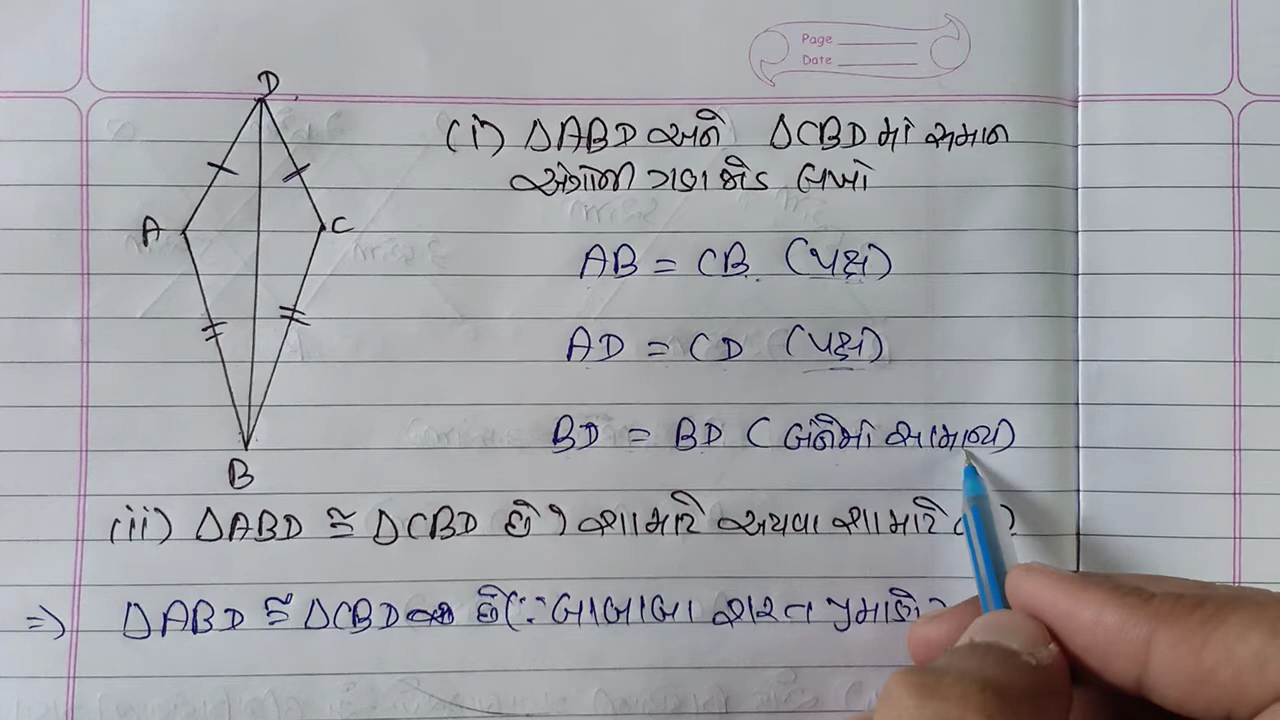 Page
Date
D
A
C
B
(i) ΔABD અને ΔCBD માં સમાન
અંગોની ત્રણ જોડ લખો
AB = CB (પક્ષ)
AD = CD (પક્ષ)
BD = BD (બંનેમાં સામાન્ય)
(ii) ΔABD ≅ ΔCBD છે? શા માટે અથવા શા માટે ?
⇒ ΔABD ≅ ΔCBD છે (∵ બાબાબા શરત મુજબ)